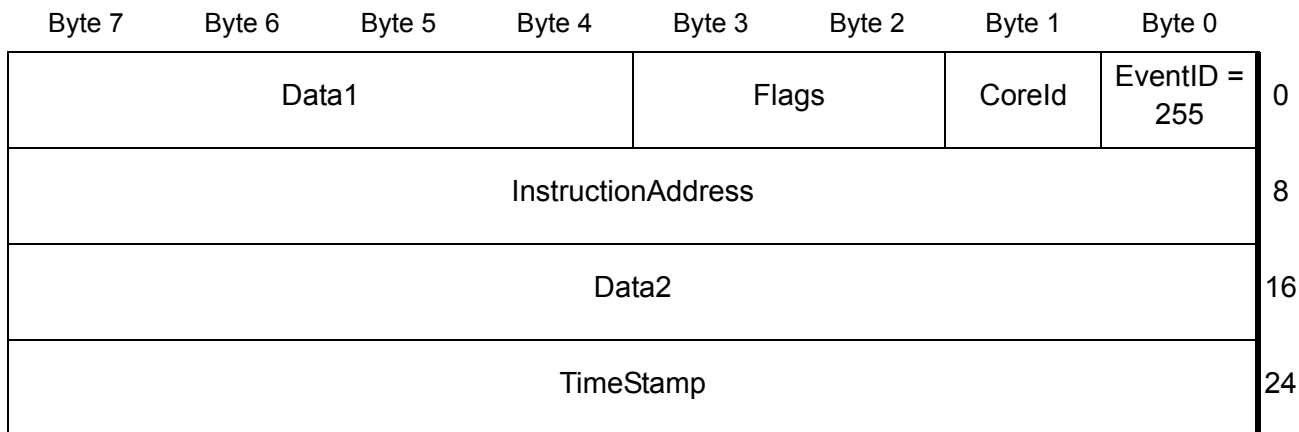 Byte 7 Byte 6 Byte 5 Byte 4 Byte 3 Byte 2 Byte 1 Byte 0
Data1 Flags CoreId EventID = 255 0
InstructionAddress 8
Data2 16
TimeStamp 24